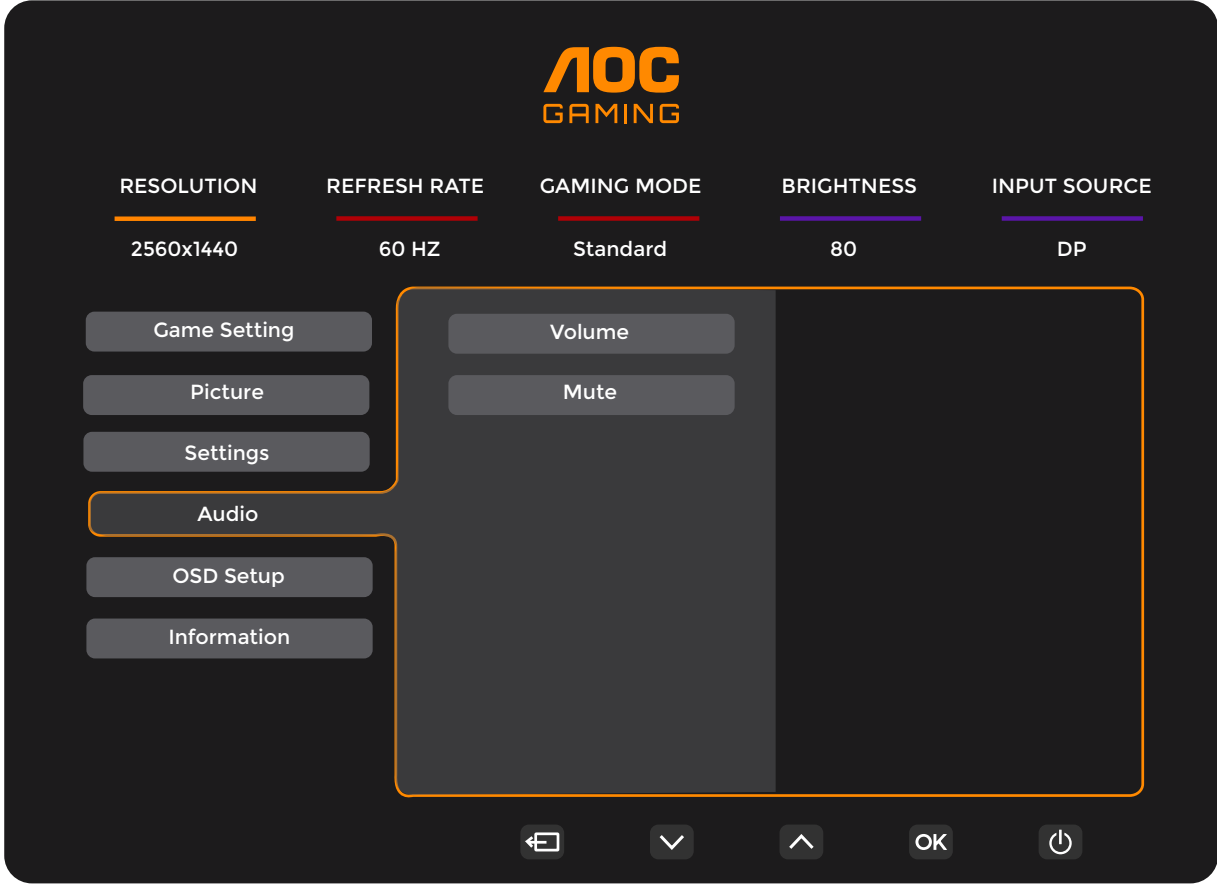 AOC
GAMING
RESOLUTION REFRESH RATE GAMING MODE BRIGHTNESS INPUT SOURCE
2560x1440 60 HZ Standard 80 DP
Game Setting Volume
Picture Mute
Settings
Audio
OSD Setup
Information
OK